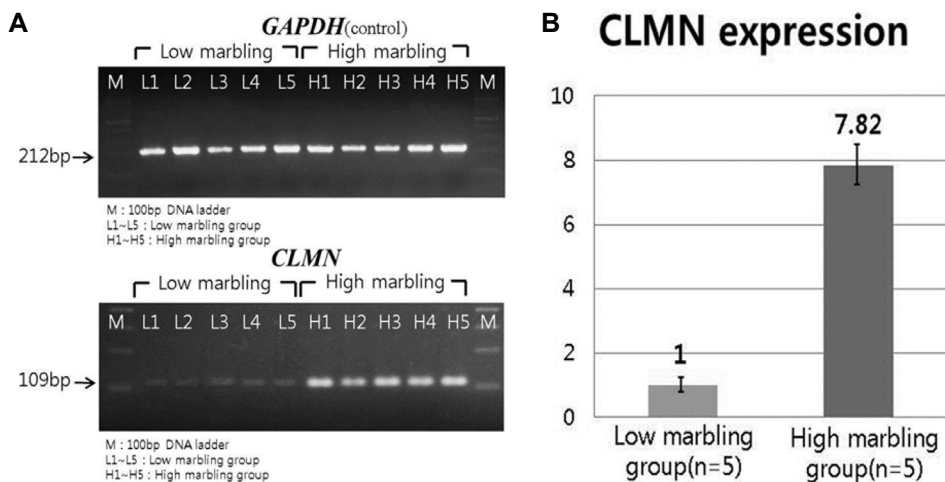 A
GAPDH(control)
Low marbling High marbling
M L1 L2 L3 L4 L5 H1 H2 H3 H4 H5 M
212bp
M : 100bp DNA ladder
L1~L5 : Low marbling group
H1~H5 : High marbling group
CLMN
Low marbling High marbling
M L1 L2 L3 L4 L5 H1 H2 H3 H4 H5 M
109bp
M : 100bp DNA ladder
L1~L5 : Low marbling group
H1~H5 : High marbling group
B
CLMN expression
10
8
6
4
2
0
1
7.82
Low marbling group(n=5)
High marbling group(n=5)